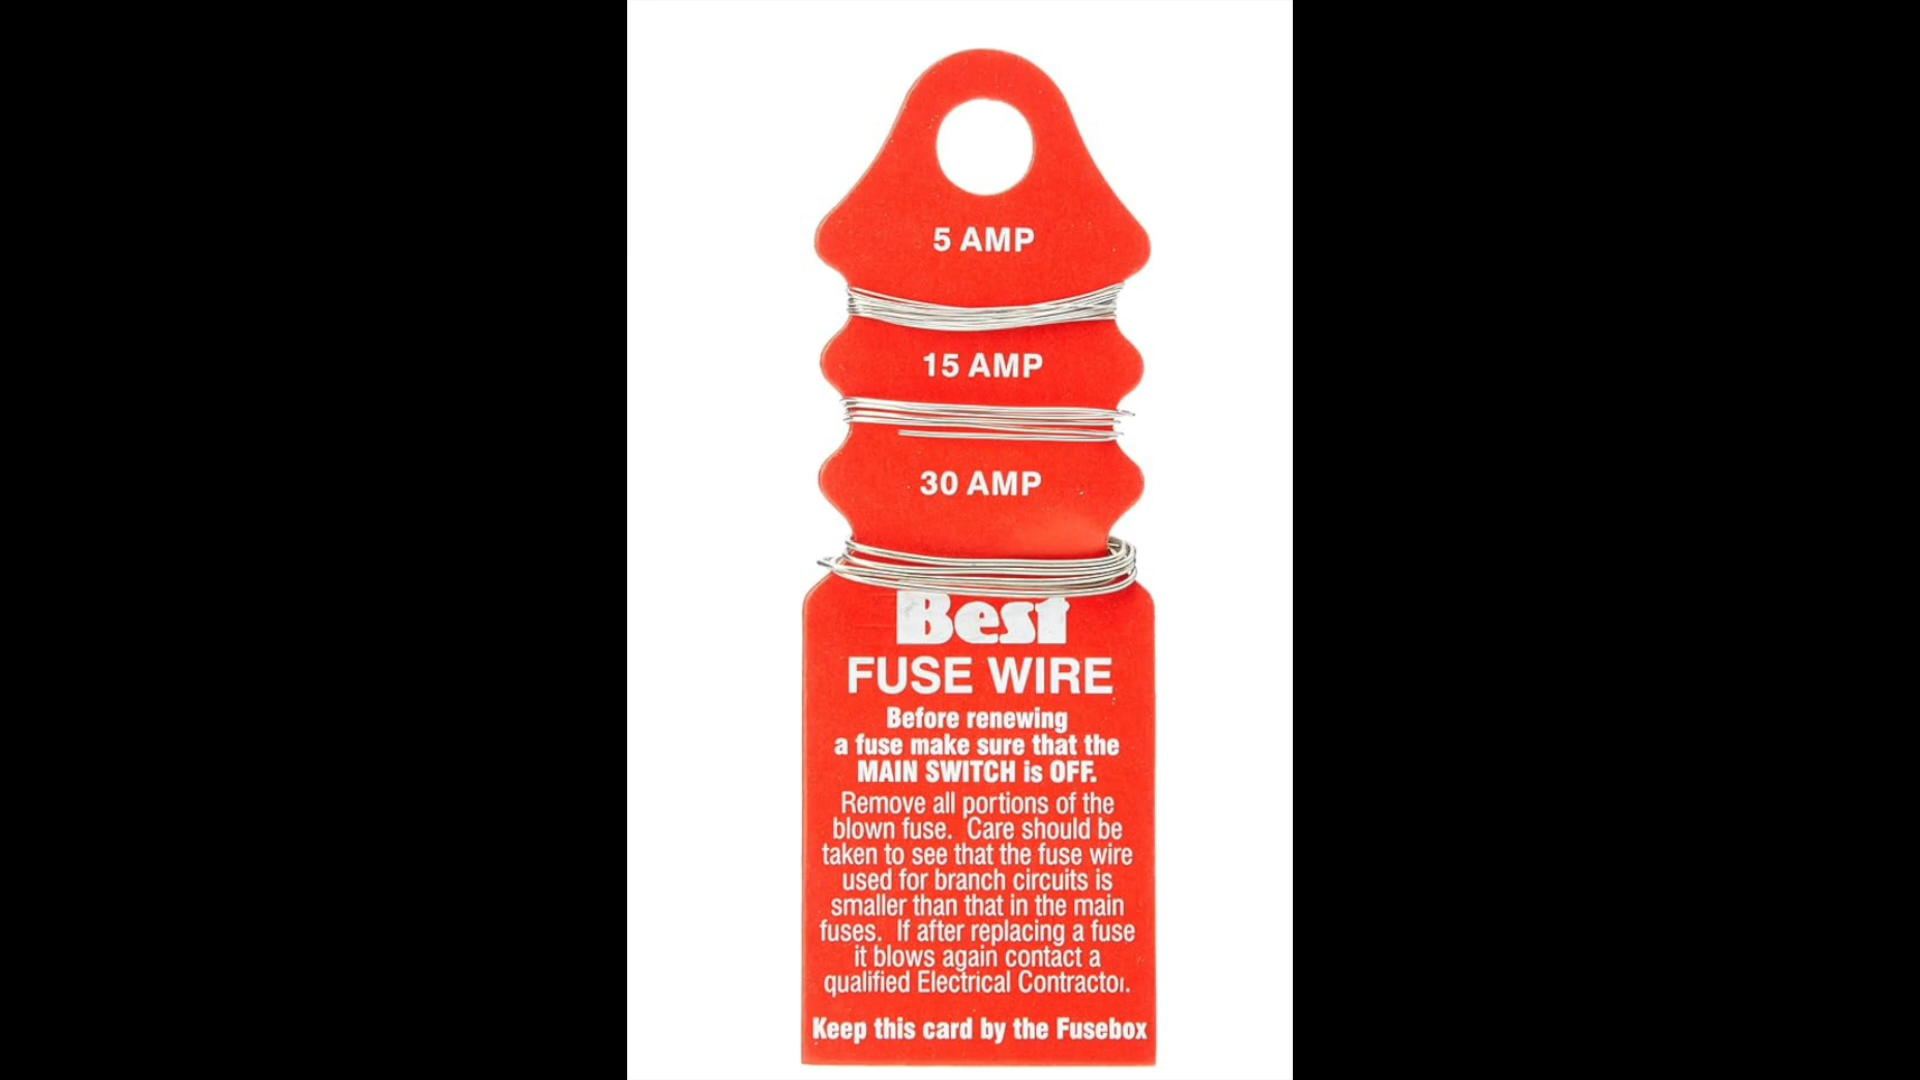 5 AMP
15 AMP
30 AMP
Best
FUSE WIRE
Before renewing
a fuse make sure that the
MAIN SWITCH is OFF.
Remove all portions of the
blown fuse. Care should be
taken to see that the fuse wire
used for branch circuits is
smaller than that in the main
fuses. If after replacing a fuse
it blows again contact a
qualified Electrical Contractor.
Keep this card by the Fusebox